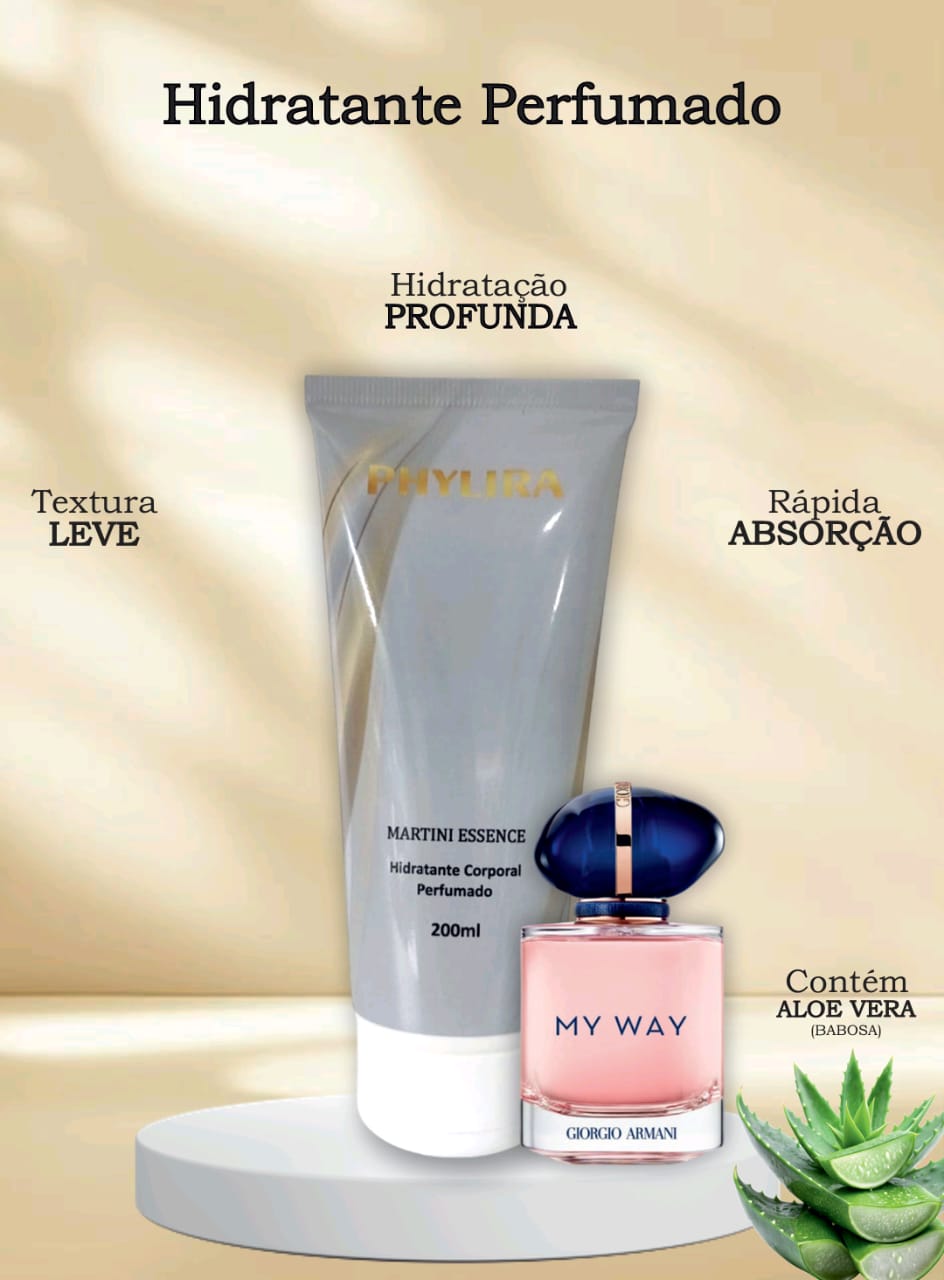 Hidratante Perfumado
Hidratação
PROFUNDA
Textura
LEVE
Rápida
ABSORÇÃO
PHYLIRA
MARTINI ESSENCE
Hidratante Corporal
Perfumado
200ml
MY WAY
GIORGIO ARMANI
Contém
ALOE VERA
(BABOSA)